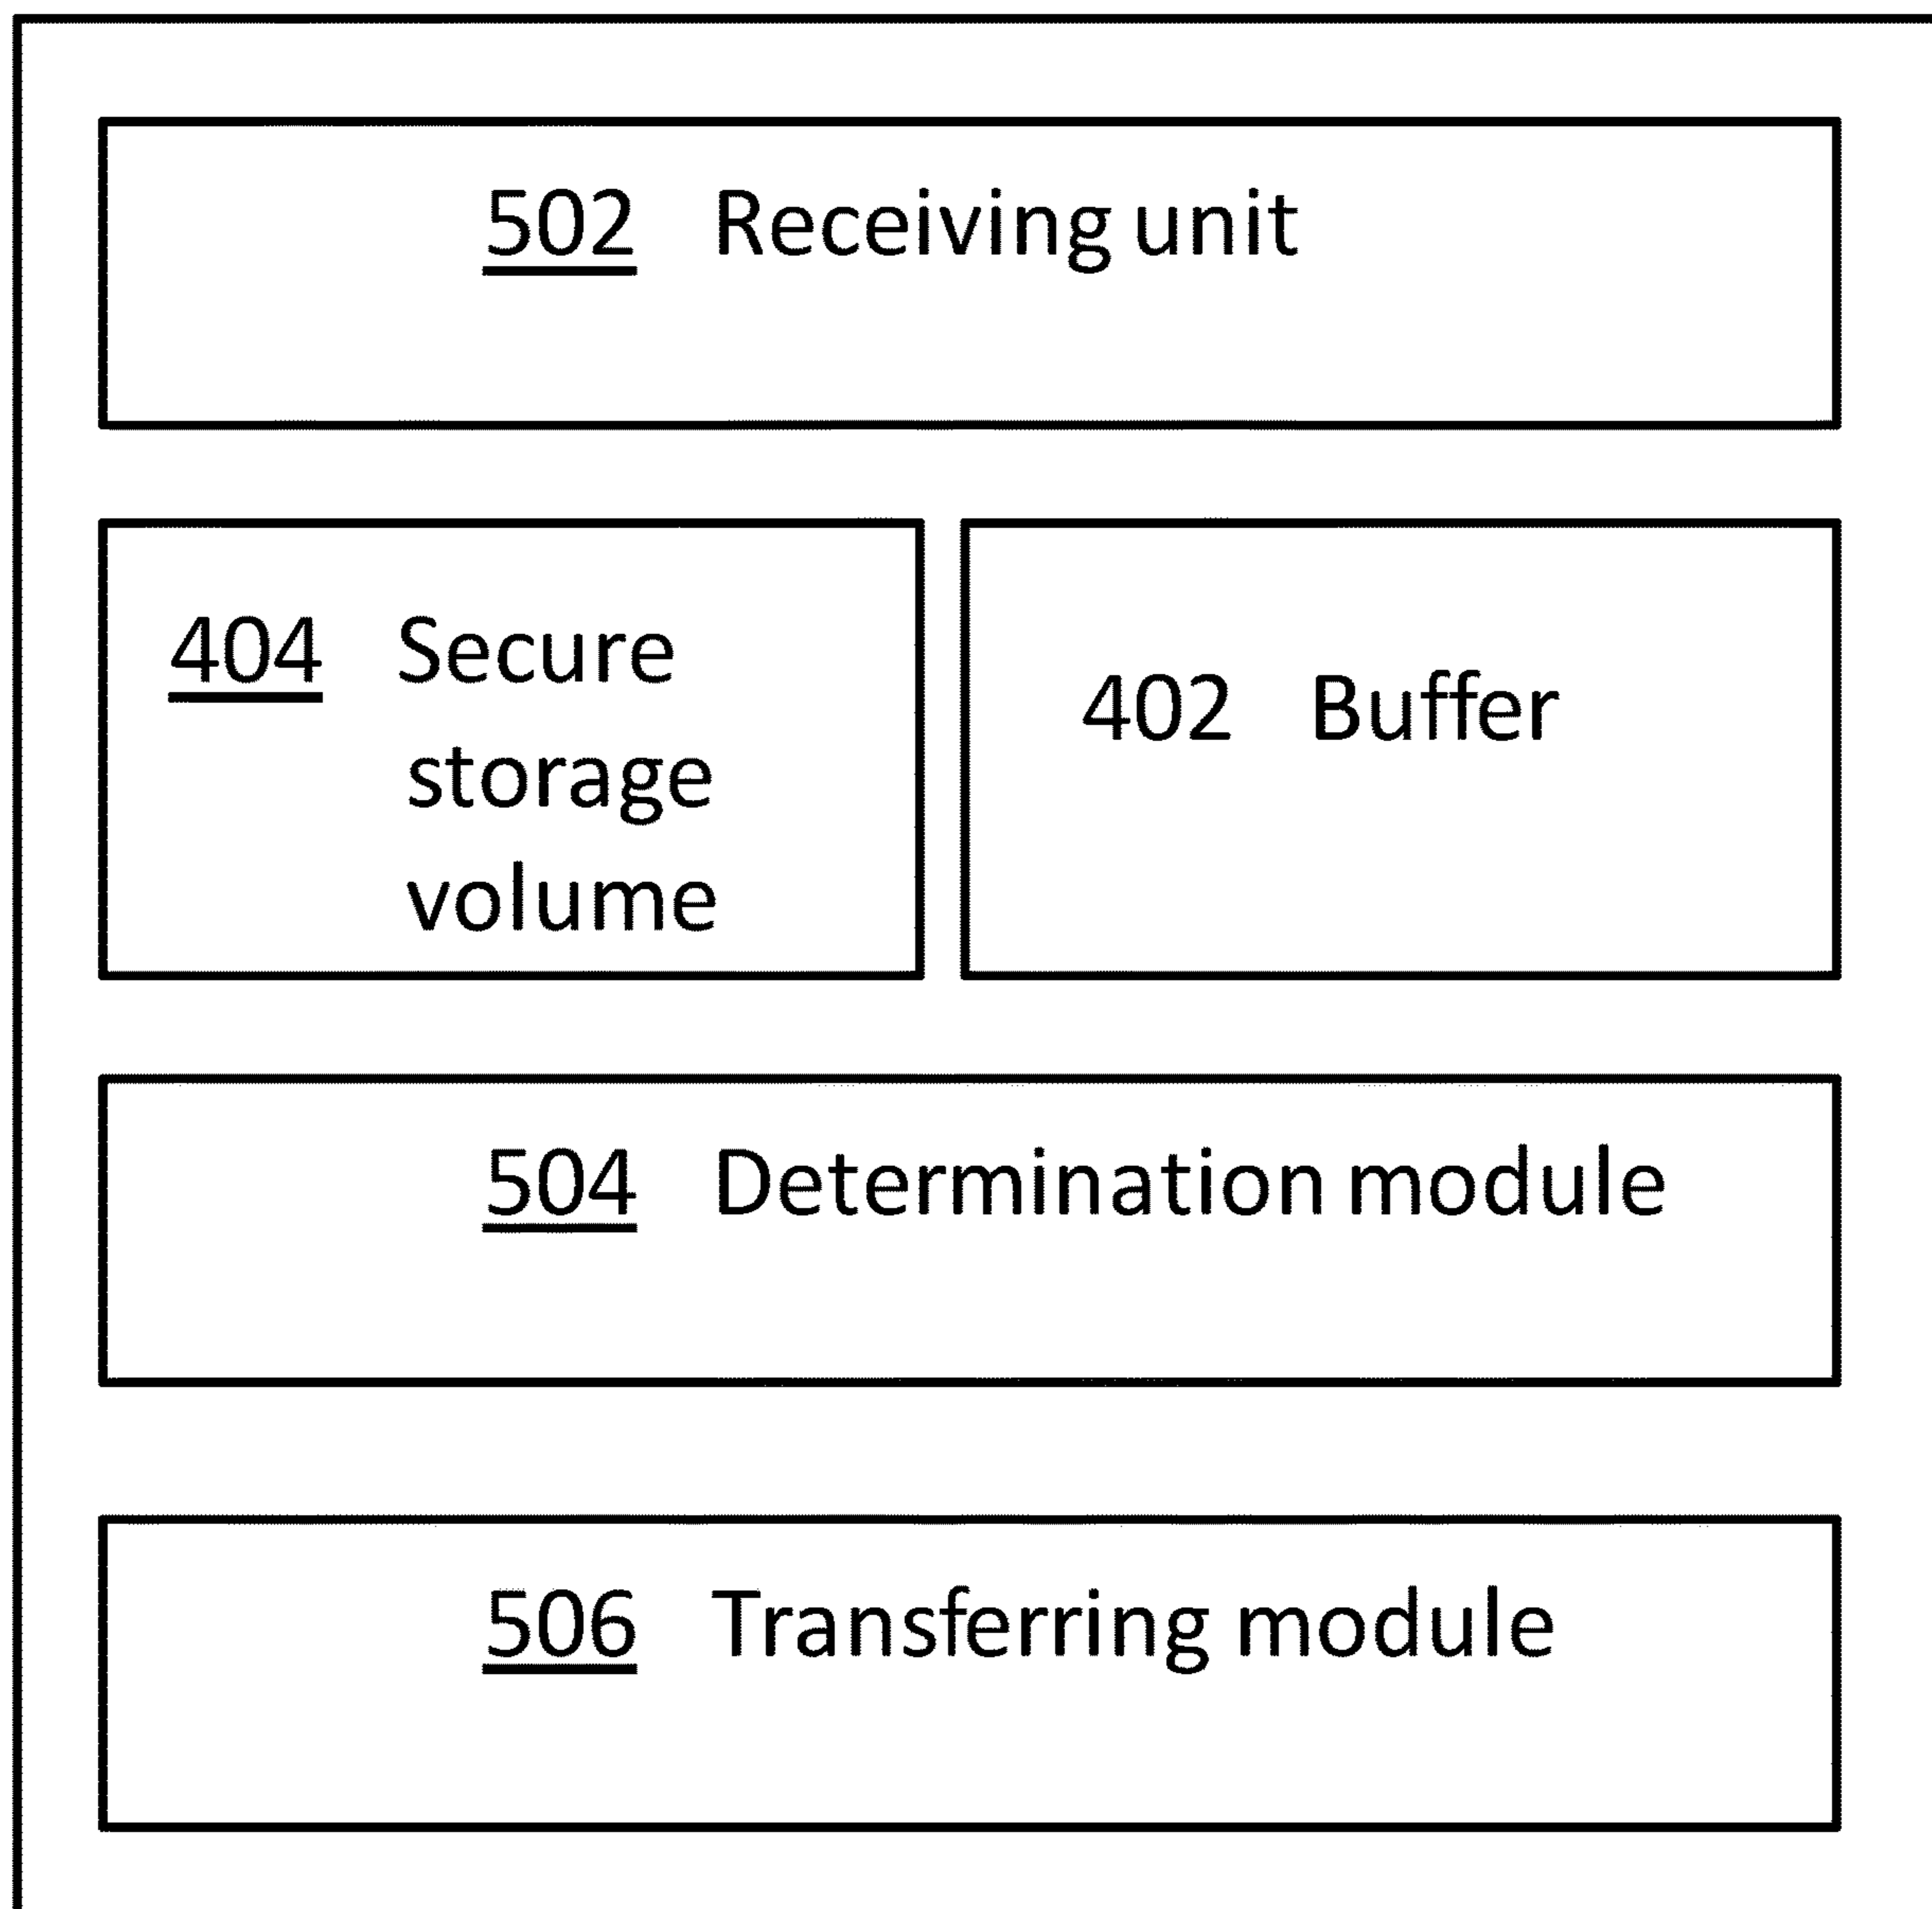 502 Receiving unit
404 Secure
storage
volume
402 Buffer
504 Determination module
506 Transferring module